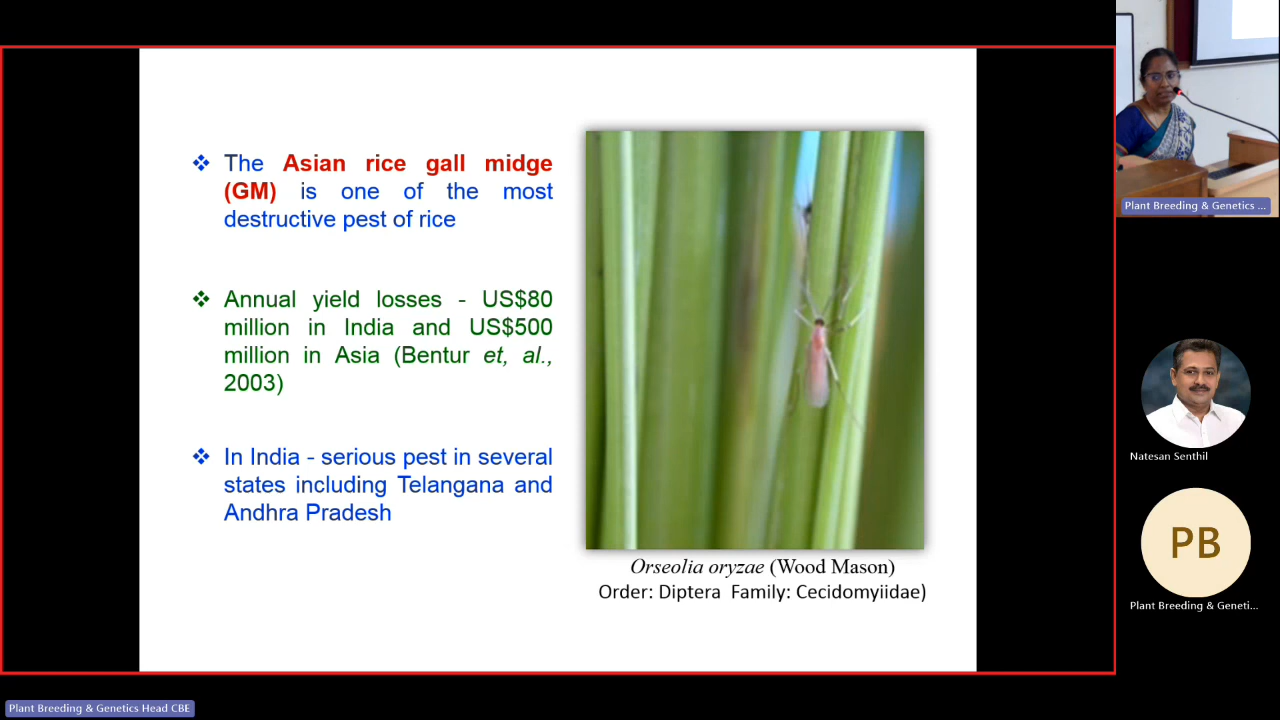 ❖ The Asian rice gall midge
(GM) is one of the most
destructive pest of rice
❖ Annual yield losses - US$80
million in India and US$500
million in Asia (Bentur et, al.,
2003)
❖ In India - serious pest in several
states including Telangana and
Andhra Pradesh
Orseolia oryzae (Wood Mason)
Order: Diptera Family: Cecidomyiidae)
Plant Breeding & Genetics ...
Natesan Senthil
PB
Plant Breeding & Geneti...
Plant Breeding & Genetics Head CBE